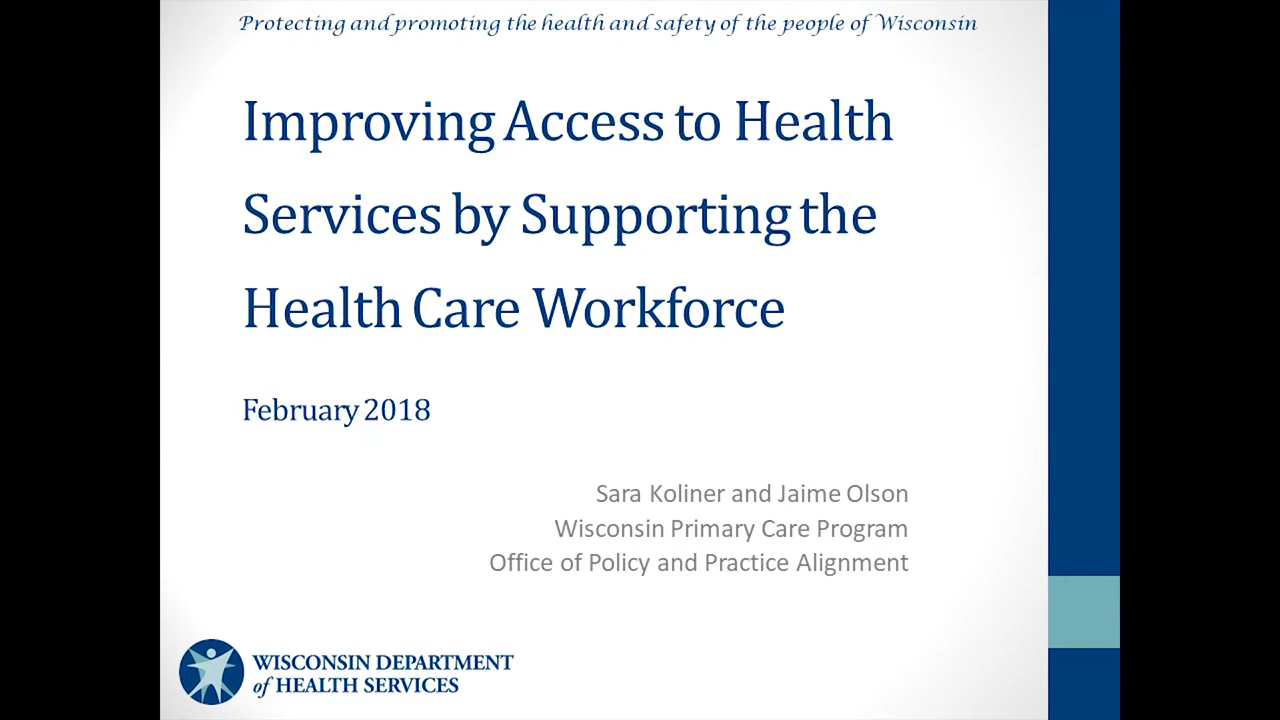 Protecting and promoting the health and safety of the people of Wisconsin
Improving Access to Health
Services by Supporting the
Health Care Workforce
February 2018
Sara Koliner and Jaime Olson
Wisconsin Primary Care Program
Office of Policy and Practice Alignment
WISCONSIN DEPARTMENT
of HEALTH SERVICES